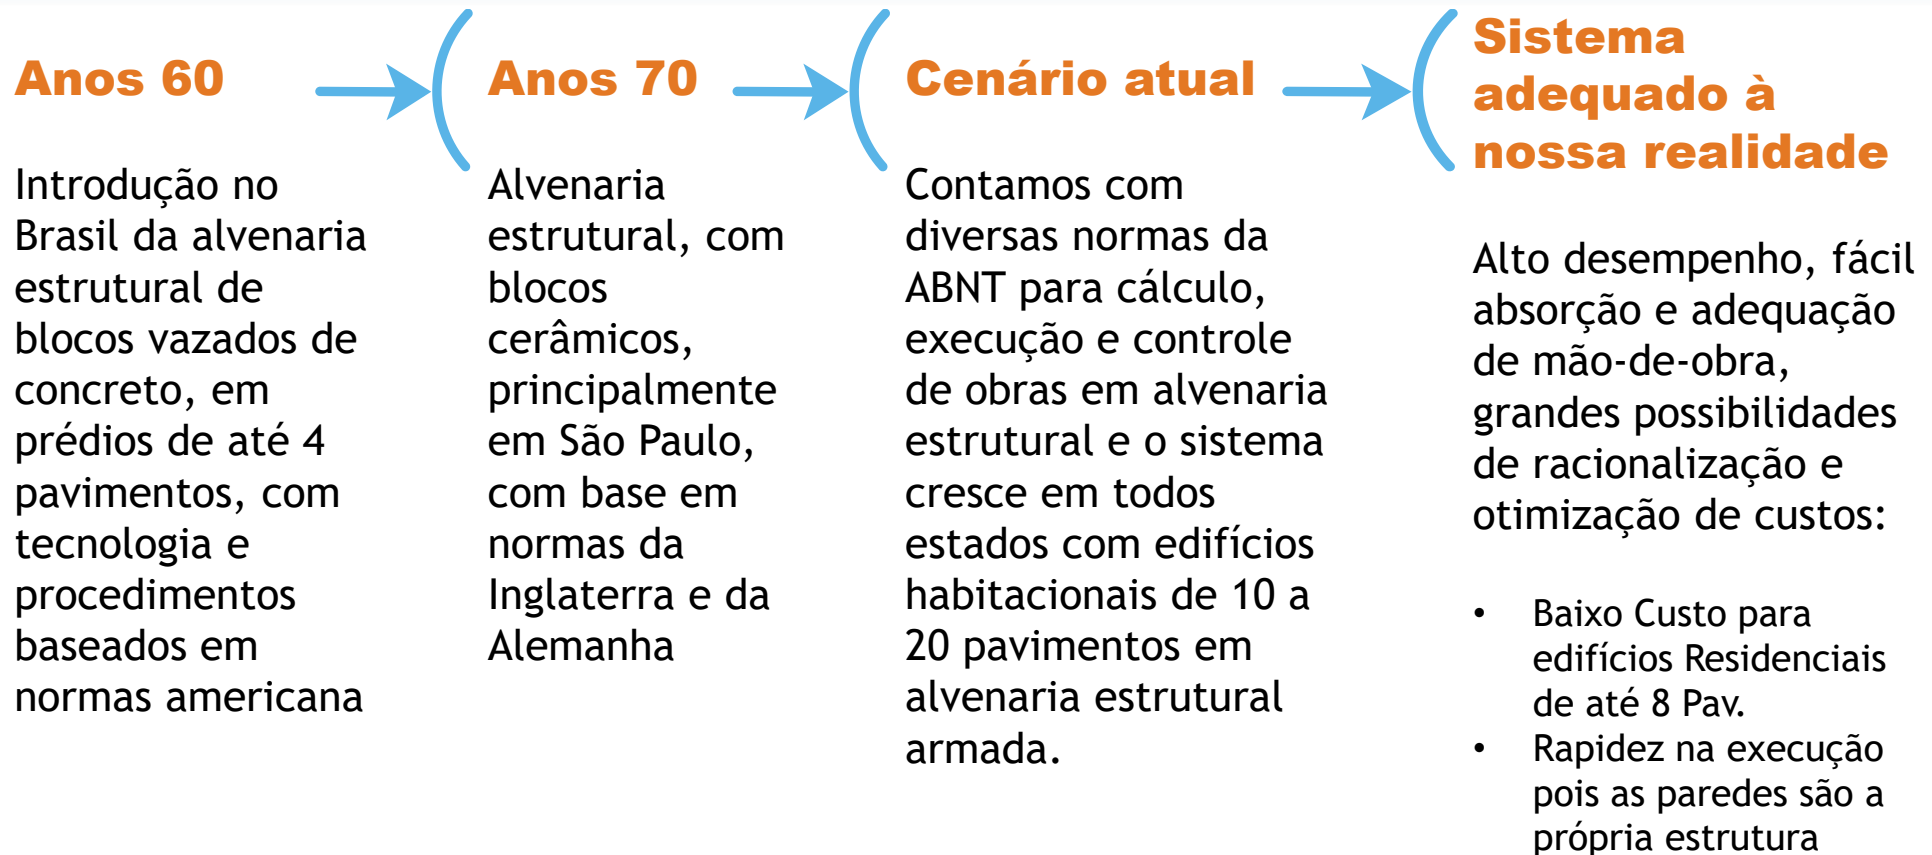 Anos 60
Introdução no
Brasil da alvenaria
estrutural de
blocos vazados de
concreto, em
prédios de até 4
pavimentos, com
tecnologia e
procedimentos
baseados em
normas americana
Anos 70
Alvenaria
estrutural, com
blocos
cerâmicos,
principalmente
em São Paulo,
com base em
normas da
Inglaterra e da
Alemanha
Cenário atual
Contamos com
diversas normas da
ABNT para cálculo,
execução e controle
de obras em alvenaria
estrutural e o sistema
cresce em todos
estados com edifícios
habitacionais de 10 a
20 pavimentos em
alvenaria estrutural
armada.
Sistema
adequado à
nossa realidade
Alto desempenho, fácil
absorção e adequação
de mão-de-obra,
grandes possibilidades
de racionalização e
otimização de custos:
• Baixo Custo para
edifícios Residenciais
de até 8 Pav.
• Rapidez na execução
pois as paredes são a
própria estrutura